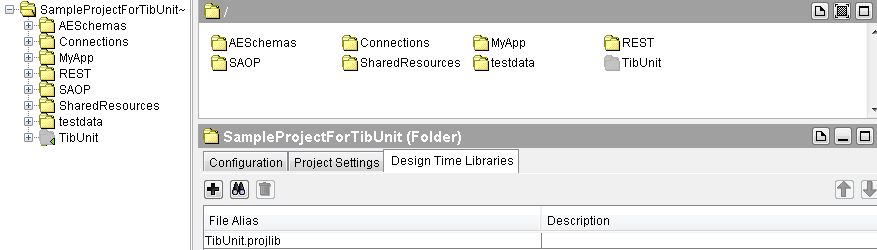 SampleProjectForTibUnit~
AESchemas
Connections
MyApp
REST
SAOP
SharedResources
testdata
TibUnit
/
AESchemas Connections MyApp REST
SAOP SharedResources testdata TibUnit
SampleProjectForTibUnit (Folder)
Configuration Project Settings Design Time Libraries
File Alias Description
TibUnit.projlib